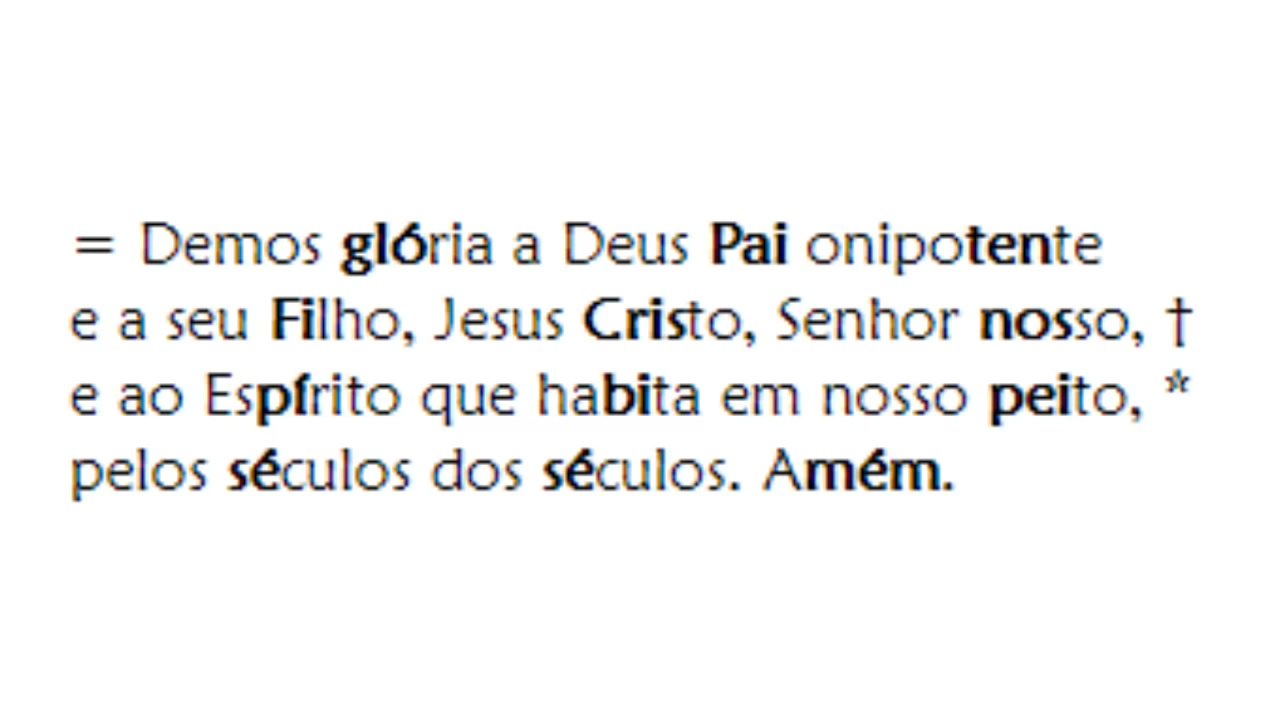 = Demos glória a Deus Pai onipotente
e a seu Filho, Jesus Cristo, Senhor nosso, †
e ao Espírito que habita em nosso peito, *
pelos séculos dos séculos. Amém.